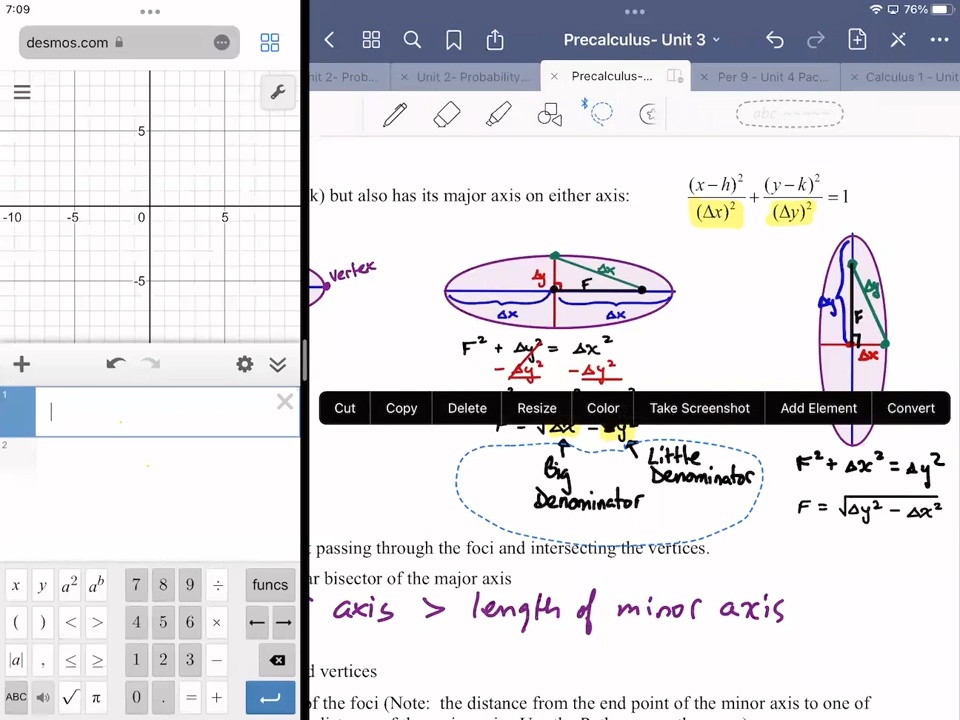 7:09
76%
desmos.com
Precalculus- Unit 3
nit 2- Prob...
Unit 2- Probability...
Precalculus-...
Per 9 - Unit 4 Pac...
Calculus 1 - Unit
abc
5
-10 -5 0 5
-5
k) but also has its major axis on either axis:
(x−h)²/(Δx)² + (y−k)²/(Δy)² = 1
vertex
Δy Δx F
Δx Δx
Δy Δy F Δx
F² + Δy² = Δx²
- Δy² - Δy²
Cut Copy Delete Resize Color Take Screenshot Add Element Convert
Big Denominator
Little Denominator
F² + Δx² = Δy²
F = √Δy² − Δx²
t passing through the foci and intersecting the vertices.
ar bisector of the major axis
axis > length of minor axis
d vertices
of the foci (Note: the distance from the end point of the minor axis to one of
1
2
x y a² a^b 7 8 9 ÷ funcs
( ) < > 4 5 6 ×
|a| , ≤ ≥ 1 2 3 −
ABC √ π 0 . = +